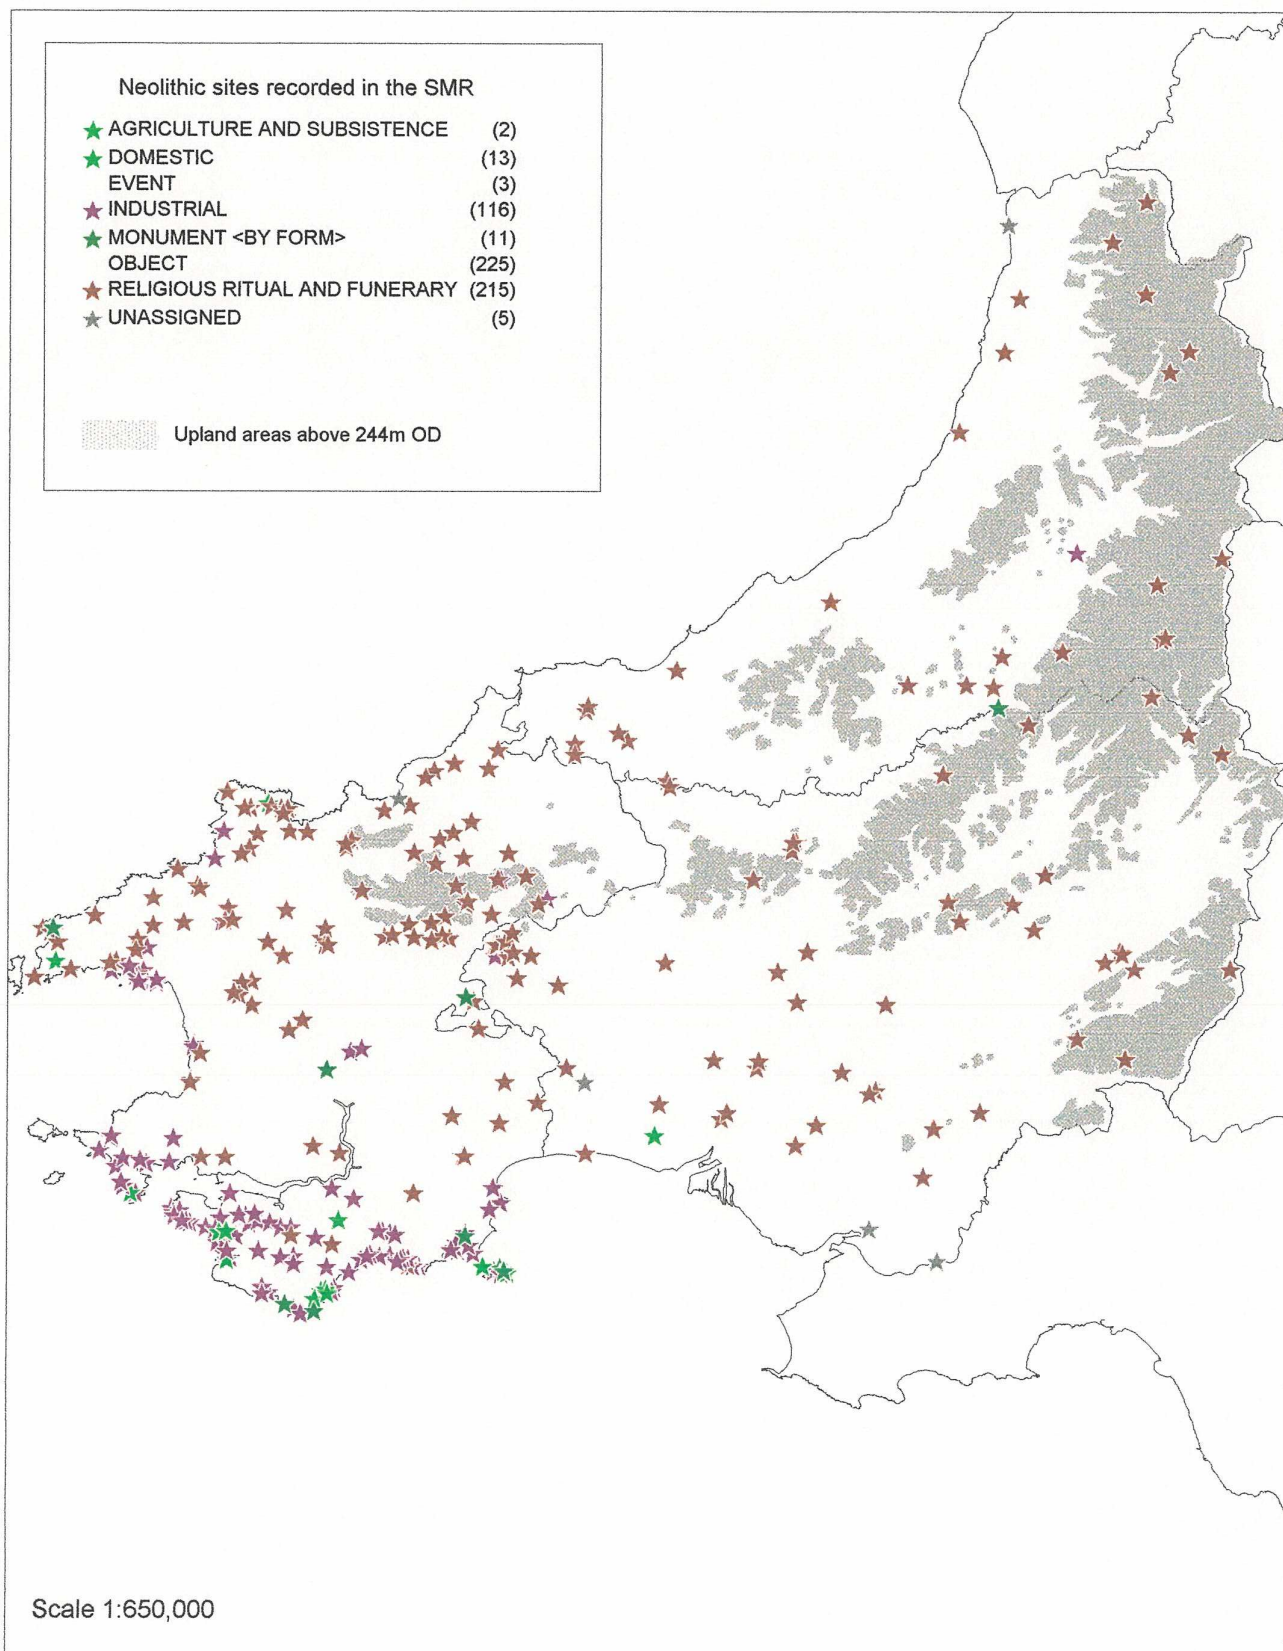 Neolithic sites recorded in the SMR
AGRICULTURE AND SUBSISTENCE (2)
DOMESTIC (13)
EVENT (3)
INDUSTRIAL (116)
MONUMENT <BY FORM> (11)
OBJECT (225)
RELIGIOUS RITUAL AND FUNERARY (215)
UNASSIGNED (5)
Upland areas above 244m OD
Scale 1:650,000